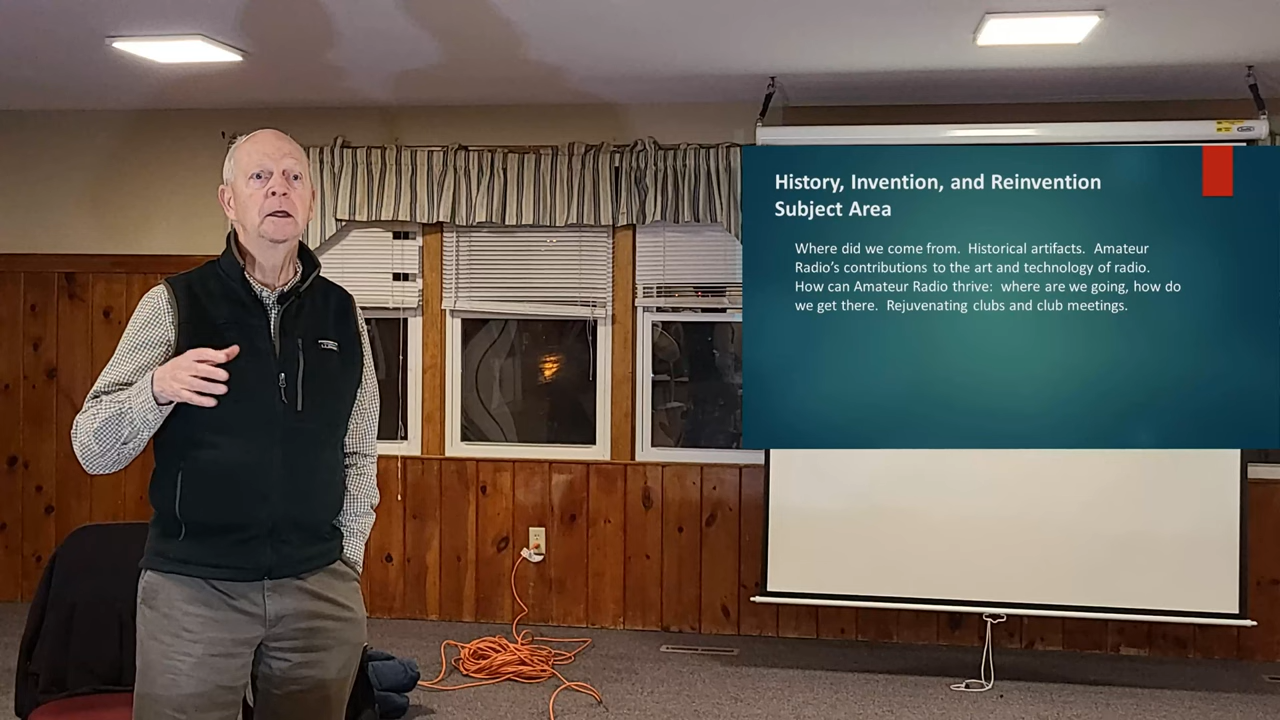 History, Invention, and Reinvention
Subject Area
Where did we come from.  Historical artifacts.  Amateur
Radio's contributions to the art and technology of radio.
How can Amateur Radio thrive:  where are we going, how do
we get there.  Rejuvenating clubs and club meetings.